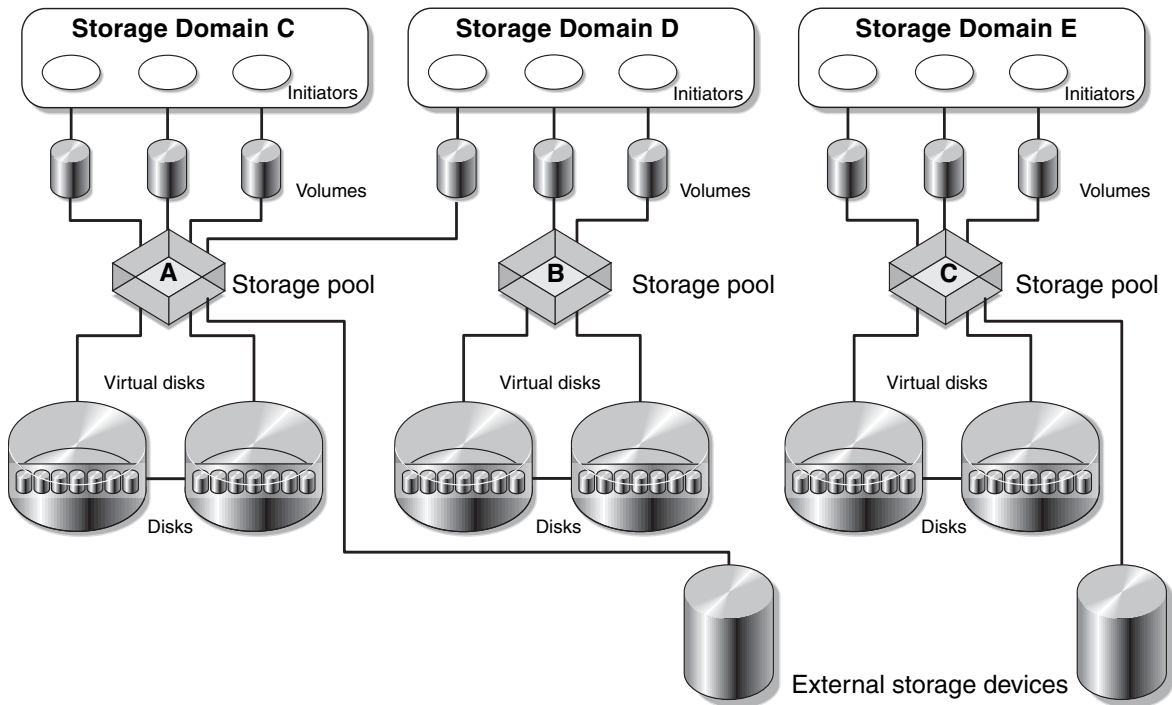 Storage Domain C
Storage Domain D
Storage Domain E
Initiators
Initiators
Initiators
Volumes
Volumes
Volumes
A
Storage pool
B
Storage pool
C
Storage pool
Virtual disks
Virtual disks
Virtual disks
Disks
Disks
Disks
External storage devices